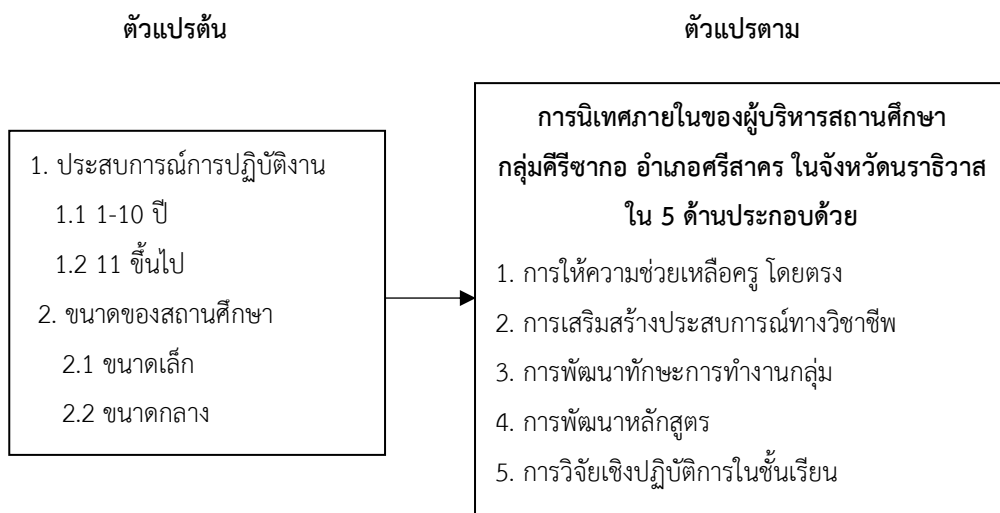 ตัวแปรต้น
ตัวแปรตาม
1. ประสบการณ์การปฏิบัติงาน
1.1 1-10 ปี
1.2 11 ขึ้นไป
2. ขนาดของสถานศึกษา
2.1 ขนาดเล็ก
2.2 ขนาดกลาง
การนิเทศภายในของผู้บริหารสถานศึกษา
กลุ่มคีรีซากอ อำเภอศรีสาคร ในจังหวัดนราธิวาส
ใน 5 ด้านประกอบด้วย
1. การให้ความช่วยเหลือครู โดยตรง
2. การเสริมสร้างประสบการณ์ทางวิชาชีพ
3. การพัฒนาทักษะการทำงานกลุ่ม
4. การพัฒนาหลักสูตร
5. การวิจัยเชิงปฏิบัติการในชั้นเรียน